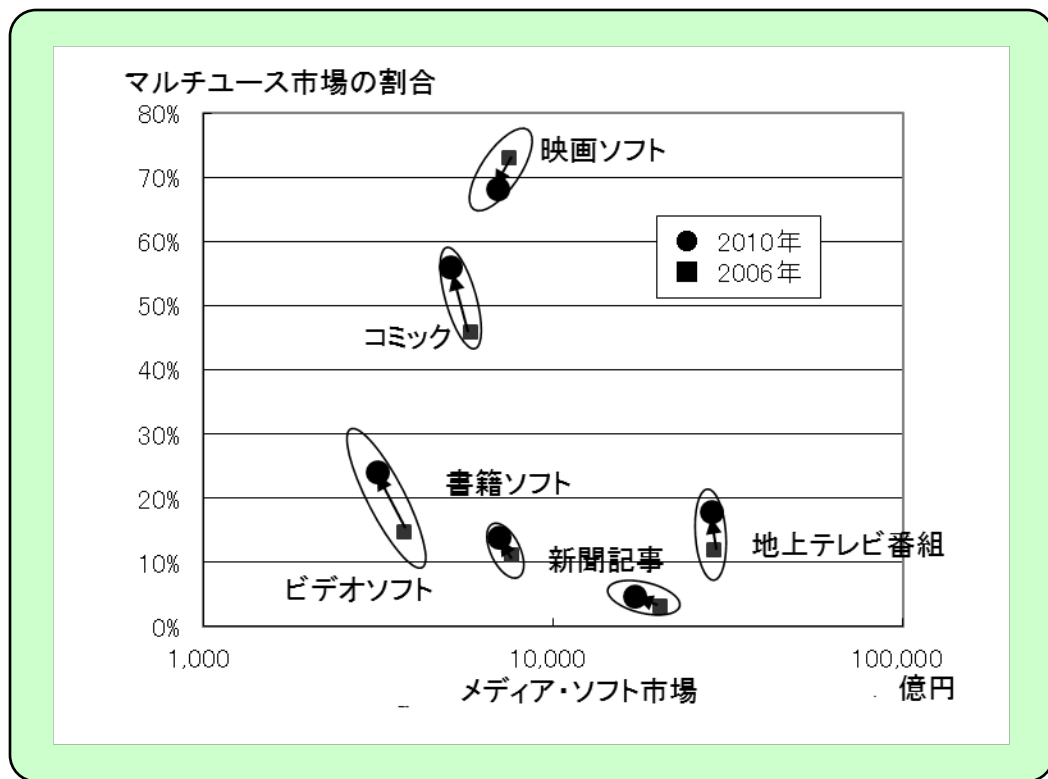 マルチユース市場の割合
80%
映画ソフト
70%
60%
2010年
2006年
50%
コミック
40%
30%
書籍ソフト
20%
地上テレビ番組
新聞記事
10%
ビデオソフト
0%
1,000
10,000
100,000
メディア・ソフト市場
億円